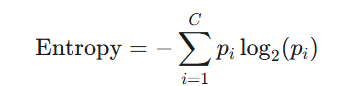 Entropy = − ∑_{i=1}^{C} p_i log_2(p_i)